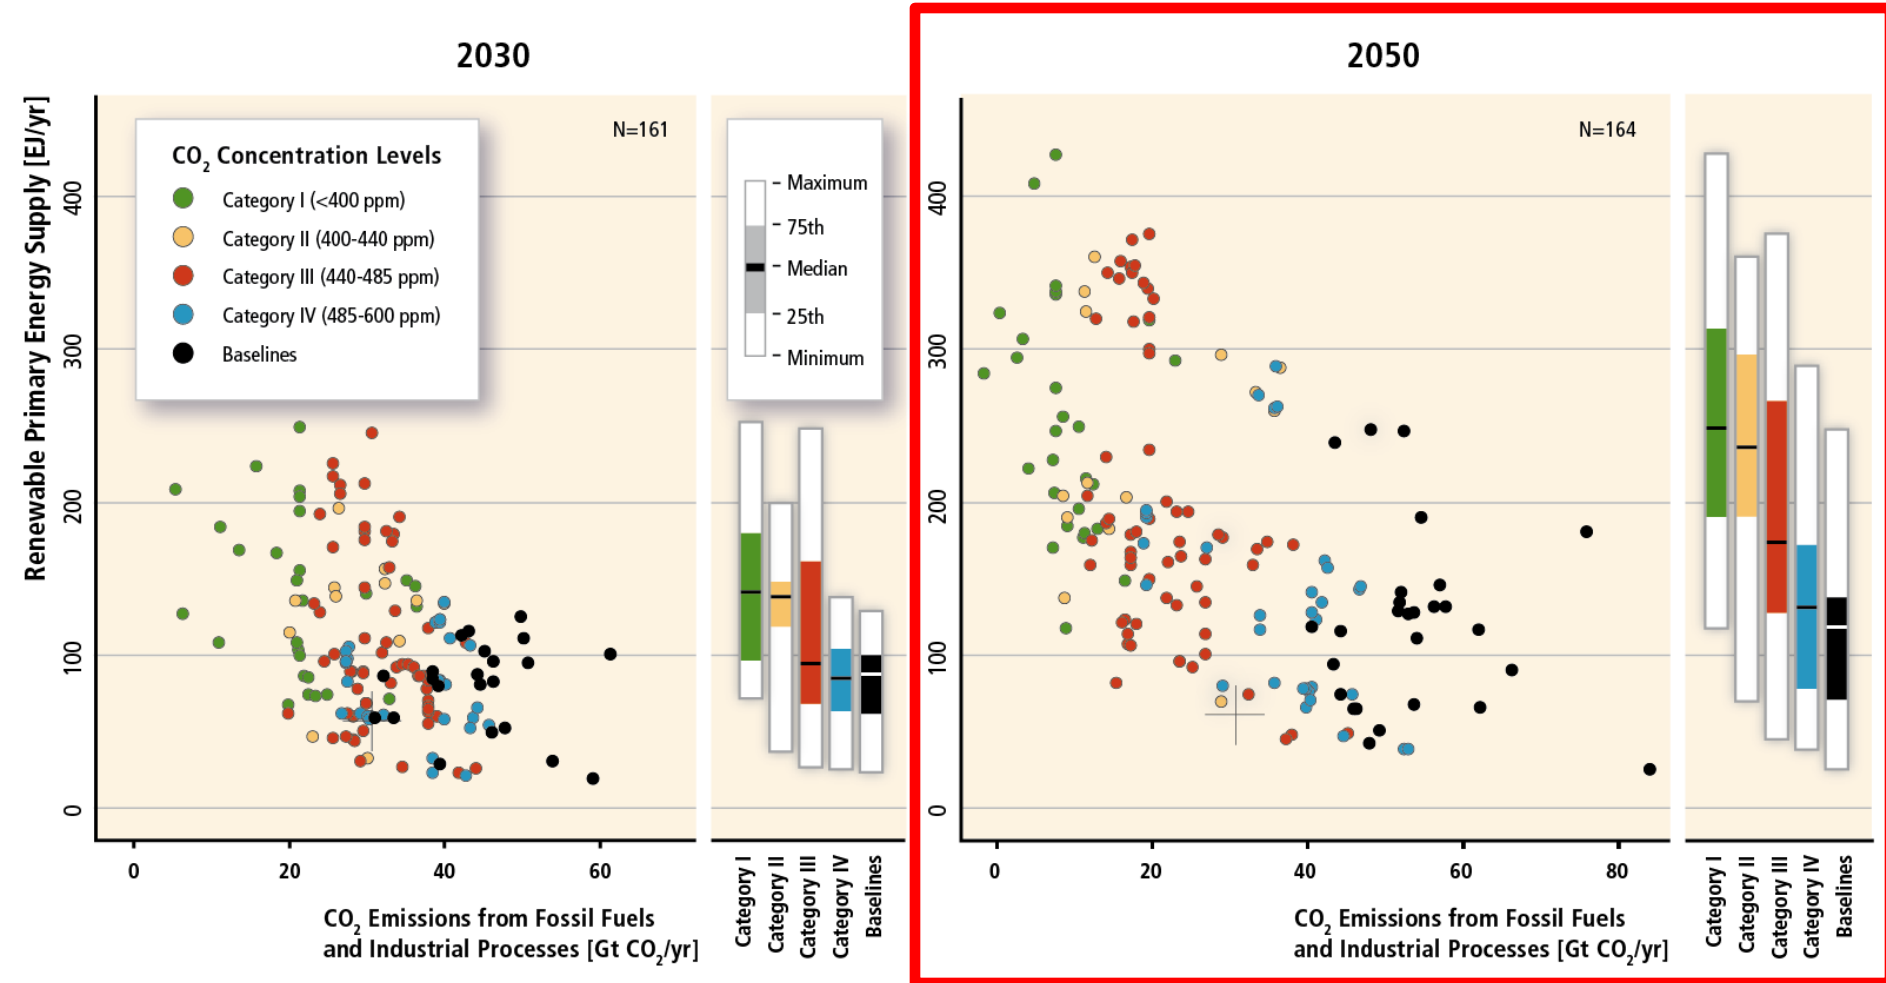 2030
Renewable Primary Energy Supply [EJ/yr]
400
300
200
100
0
CO2 Concentration Levels
Category I (<400 ppm)
Category II (400-440 ppm)
Category III (440-485 ppm)
Category IV (485-600 ppm)
Baselines
N=161
Maximum
75th
Median
25th
Minimum
0
20
40
60
CO2 Emissions from Fossil Fuels
and Industrial Processes [Gt CO2/yr]
Category I
Category II
Category III
Category IV
Baselines
2050
400
300
200
100
0
N=164
0
20
40
60
80
CO2 Emissions from Fossil Fuels
and Industrial Processes [Gt CO2/yr]
Category I
Category II
Category III
Category IV
Baselines